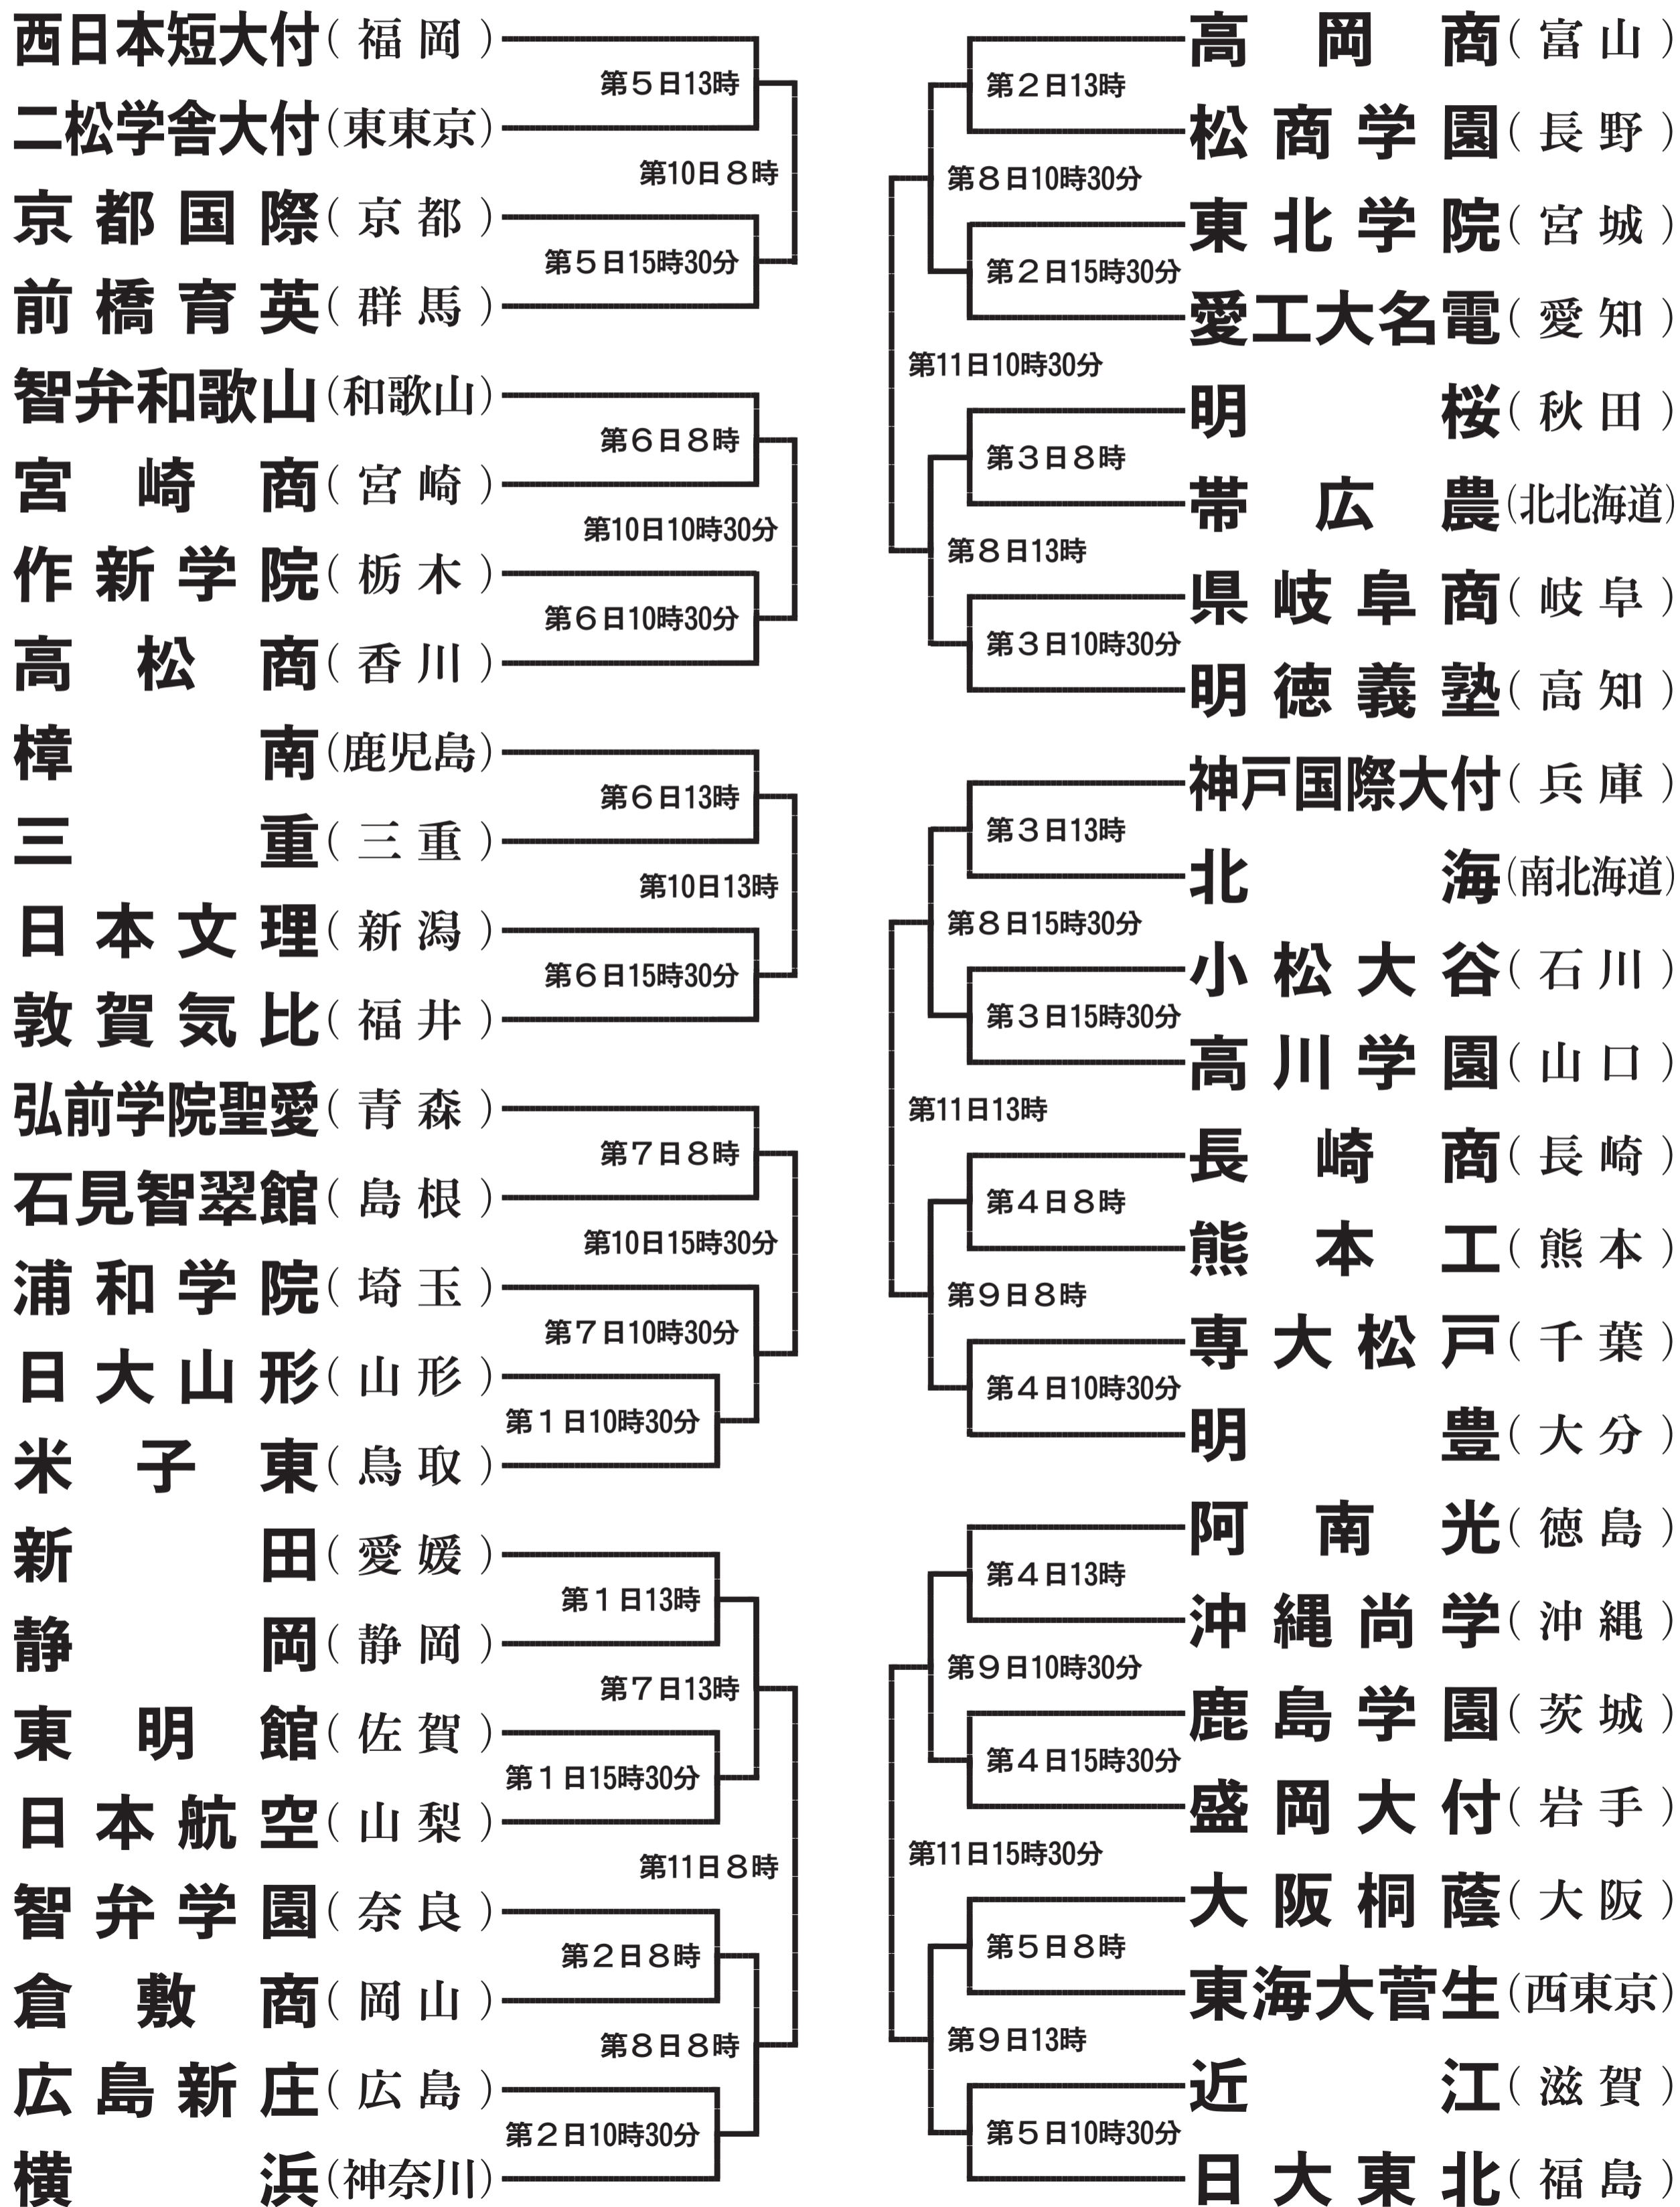 西日本短大付(福岡)
第5日13時
二松学舎大付(東東京)
第10日8時
京都国際(京都)
第5日15時30分
前橋育英(群馬)
智弁和歌山(和歌山)
第6日8時
宮崎商(宮崎)
第10日10時30分
作新学院(栃木)
第6日10時30分
高松商(香川)
樟南(鹿児島)
第6日13時
三重(三重)
第10日13時
日本文理(新潟)
第6日15時30分
敦賀気比(福井)
弘前学院聖愛(青森)
第7日8時
石見智翠館(島根)
第10日15時30分
浦和学院(埼玉)
第7日10時30分
日大山形(山形)
第1日10時30分
米子東(鳥取)
新田(愛媛)
第1日13時
静岡(静岡)
第7日13時
東明館(佐賀)
第1日15時30分
日本航空(山梨)
第11日8時
智弁学園(奈良)
第2日8時
倉敷商(岡山)
第8日8時
広島新庄(広島)
第2日10時30分
横浜(神奈川)
高岡商(富山)
第2日13時
松商学園(長野)
第8日10時30分
東北学院(宮城)
第2日15時30分
愛工大名電(愛知)
第11日10時30分
明桜(秋田)
第3日8時
帯広農(北北海道)
第8日13時
県岐阜商(岐阜)
第3日10時30分
明徳義塾(高知)
神戸国際大付(兵庫)
第3日13時
北海(南北海道)
第8日15時30分
小松大谷(石川)
第3日15時30分
高川学園(山口)
第11日13時
長崎商(長崎)
第4日8時
熊本工(熊本)
第9日8時
専大松戸(千葉)
第4日10時30分
明豊(大分)
阿南光(徳島)
第4日13時
沖縄尚学(沖縄)
第9日10時30分
鹿島学園(茨城)
第4日15時30分
盛岡大付(岩手)
第11日15時30分
大阪桐蔭(大阪)
第5日8時
東海大菅生(西東京)
第9日13時
近江(滋賀)
第5日10時30分
日大東北(福島)